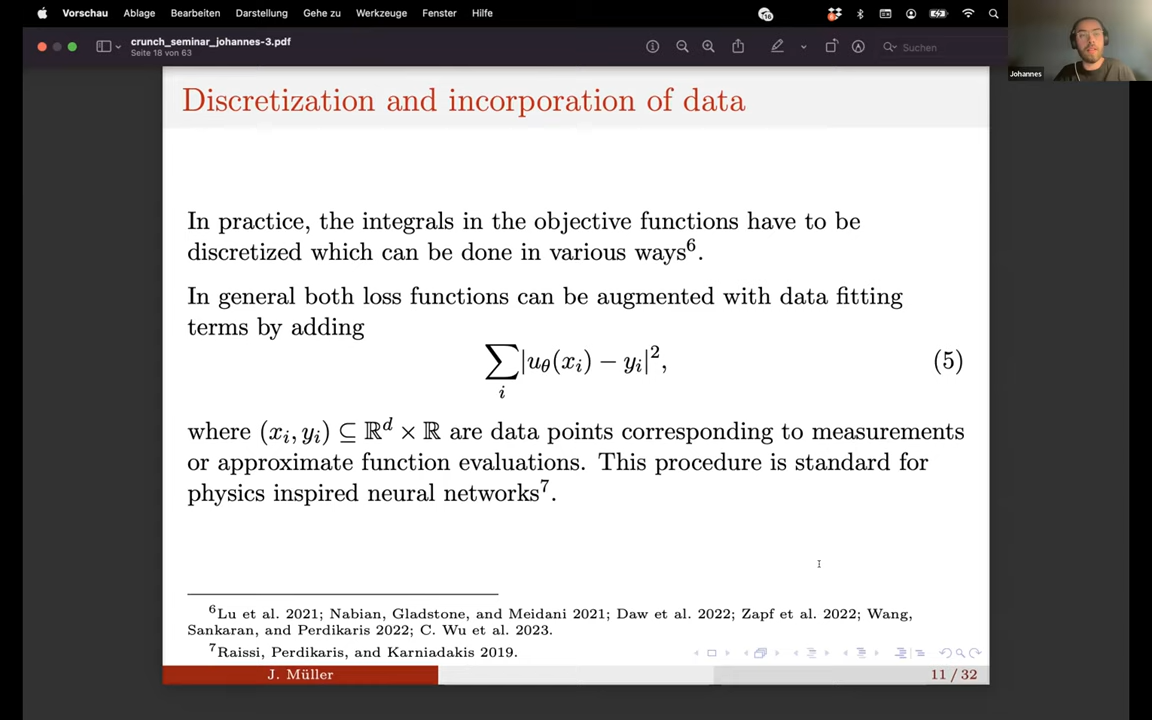 Vorschau Ablage Bearbeiten Darstellung Gehe zu Werkzeuge Fenster Hilfe
18
crunch_seminar_johannes-3.pdf
Seite 18 von 63
Suchen
Johannes
Discretization and incorporation of data
In practice, the integrals in the objective functions have to be
discretized which can be done in various ways⁶.
In general both loss functions can be augmented with data fitting
terms by adding
∑_i |u_θ(x_i) − y_i|², (5)
where (x_i, y_i) ⊆ ℝ^d × ℝ are data points corresponding to measurements
or approximate function evaluations. This procedure is standard for
physics inspired neural networks⁷.
⁶Lu et al. 2021; Nabian, Gladstone, and Meidani 2021; Daw et al. 2022; Zapf et al. 2022; Wang,
Sankaran, and Perdikaris 2022; C. Wu et al. 2023.
⁷Raissi, Perdikaris, and Karniadakis 2019.
J. Müller 11 / 32